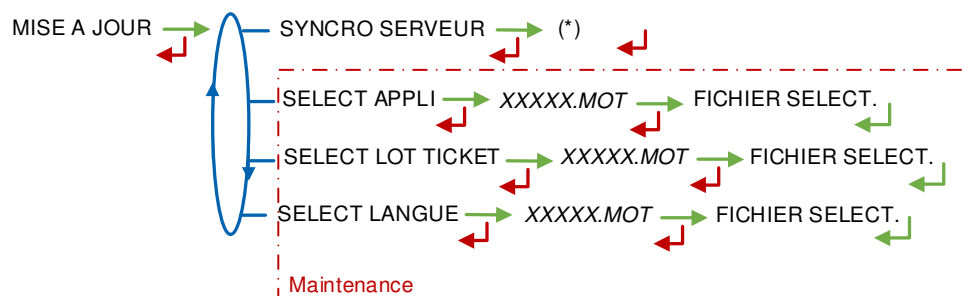 MISE A JOUR SYNCRO SERVEUR (*)
SELECT APPLI XXXXX.MOT FICHIER SELECT.
SELECT LOT TICKET XXXXX.MOT FICHIER SELECT.
SELECT LANGUE XXXXX.MOT FICHIER SELECT.
Maintenance